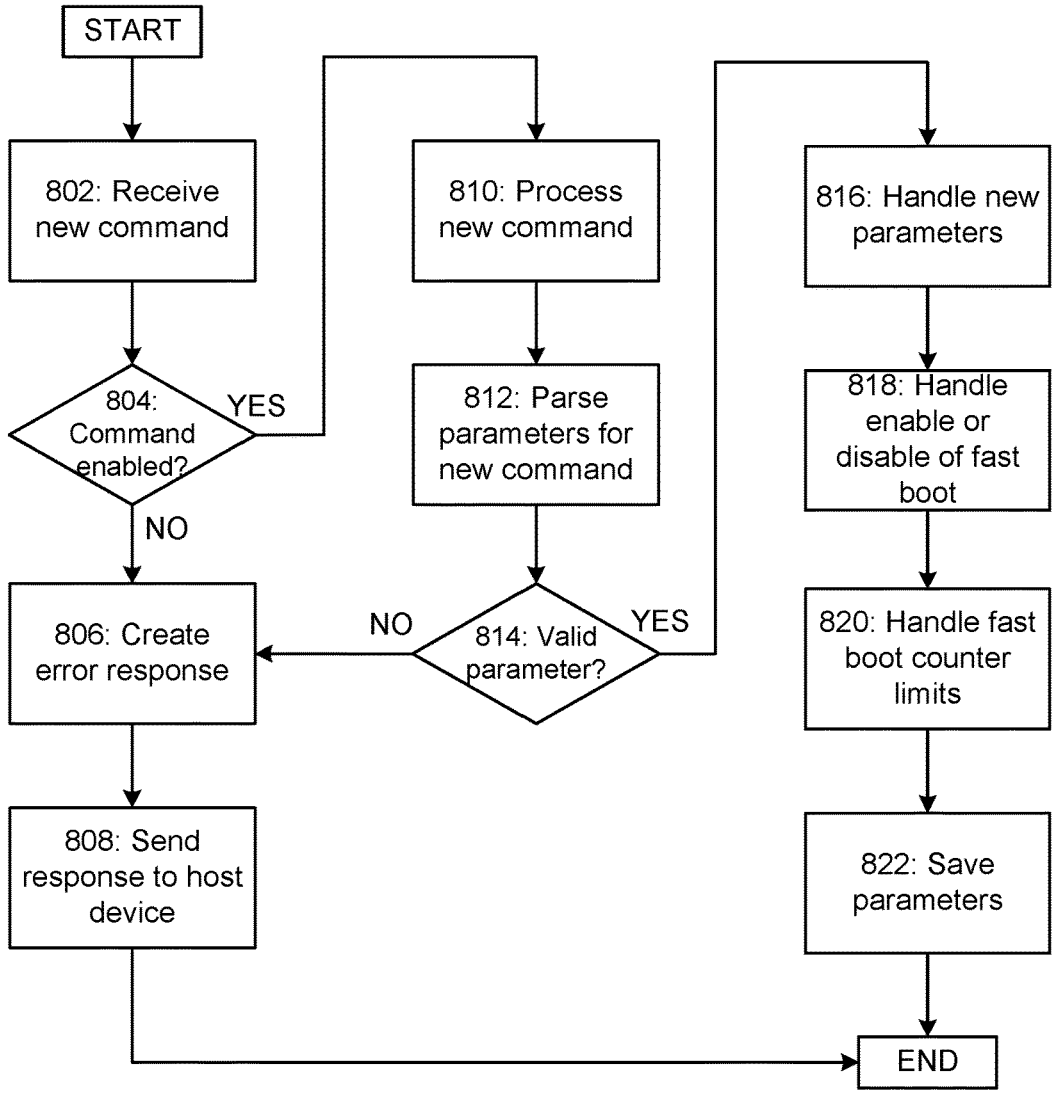 START
802: Receive
new command
804:
Command
enabled?
YES
NO
806: Create
error response
808: Send
response to host
device
810: Process
new command
812: Parse
parameters for
new command
814: Valid
parameter?
NO
YES
816: Handle new
parameters
818: Handle
enable or
disable of fast
boot
820: Handle fast
boot counter
limits
822: Save
parameters
END